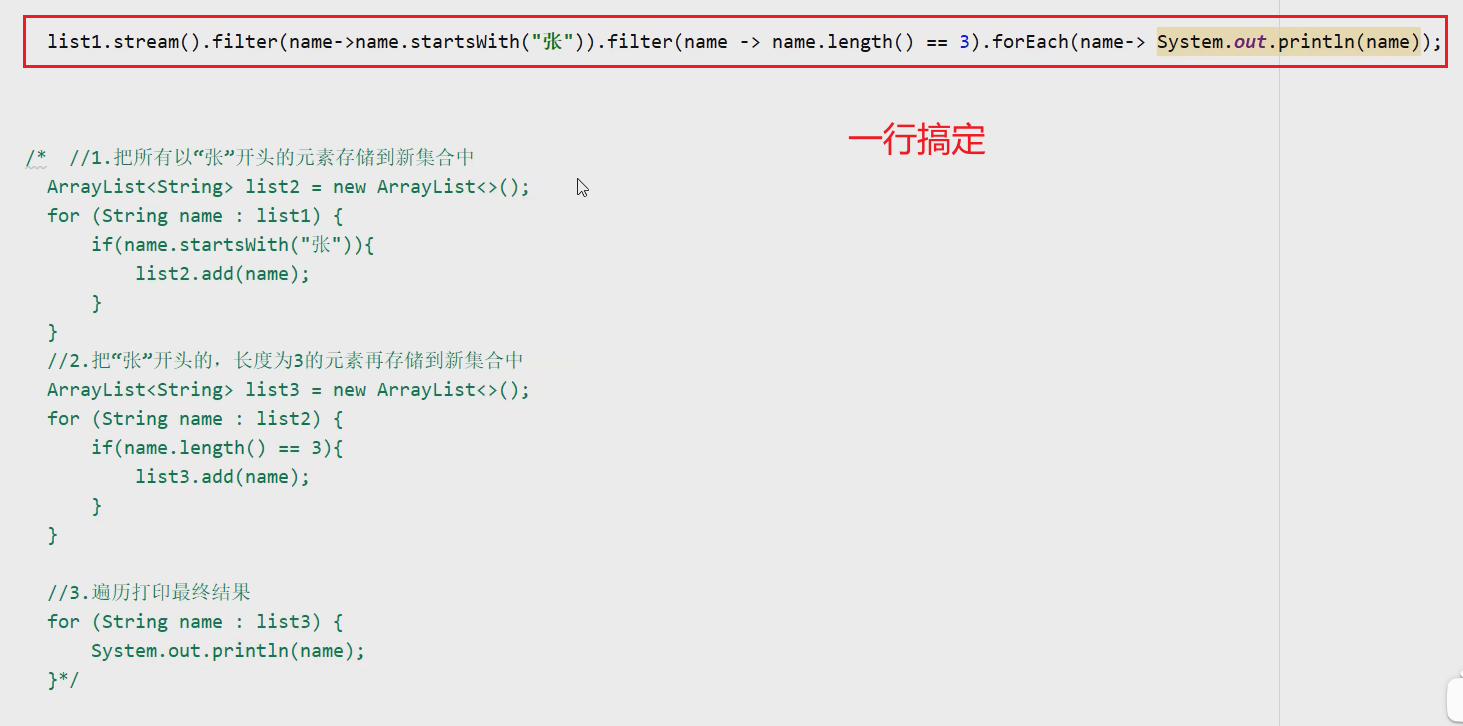 list1.stream().filter(name->name.startsWith("张")).filter(name -> name.length() == 3).forEach(name-> System.out.println(name));
一行搞定
/*  //1.把所有以“张”开头的元素存储到新集合中
ArrayList<String> list2 = new ArrayList<>();
for (String name : list1) {
    if(name.startsWith("张")){
        list2.add(name);
    }
}
//2.把“张”开头的，长度为3的元素再存储到新集合中
ArrayList<String> list3 = new ArrayList<>();
for (String name : list2) {
    if(name.length() == 3){
        list3.add(name);
    }
}
//3.遍历打印最终结果
for (String name : list3) {
    System.out.println(name);
}*/